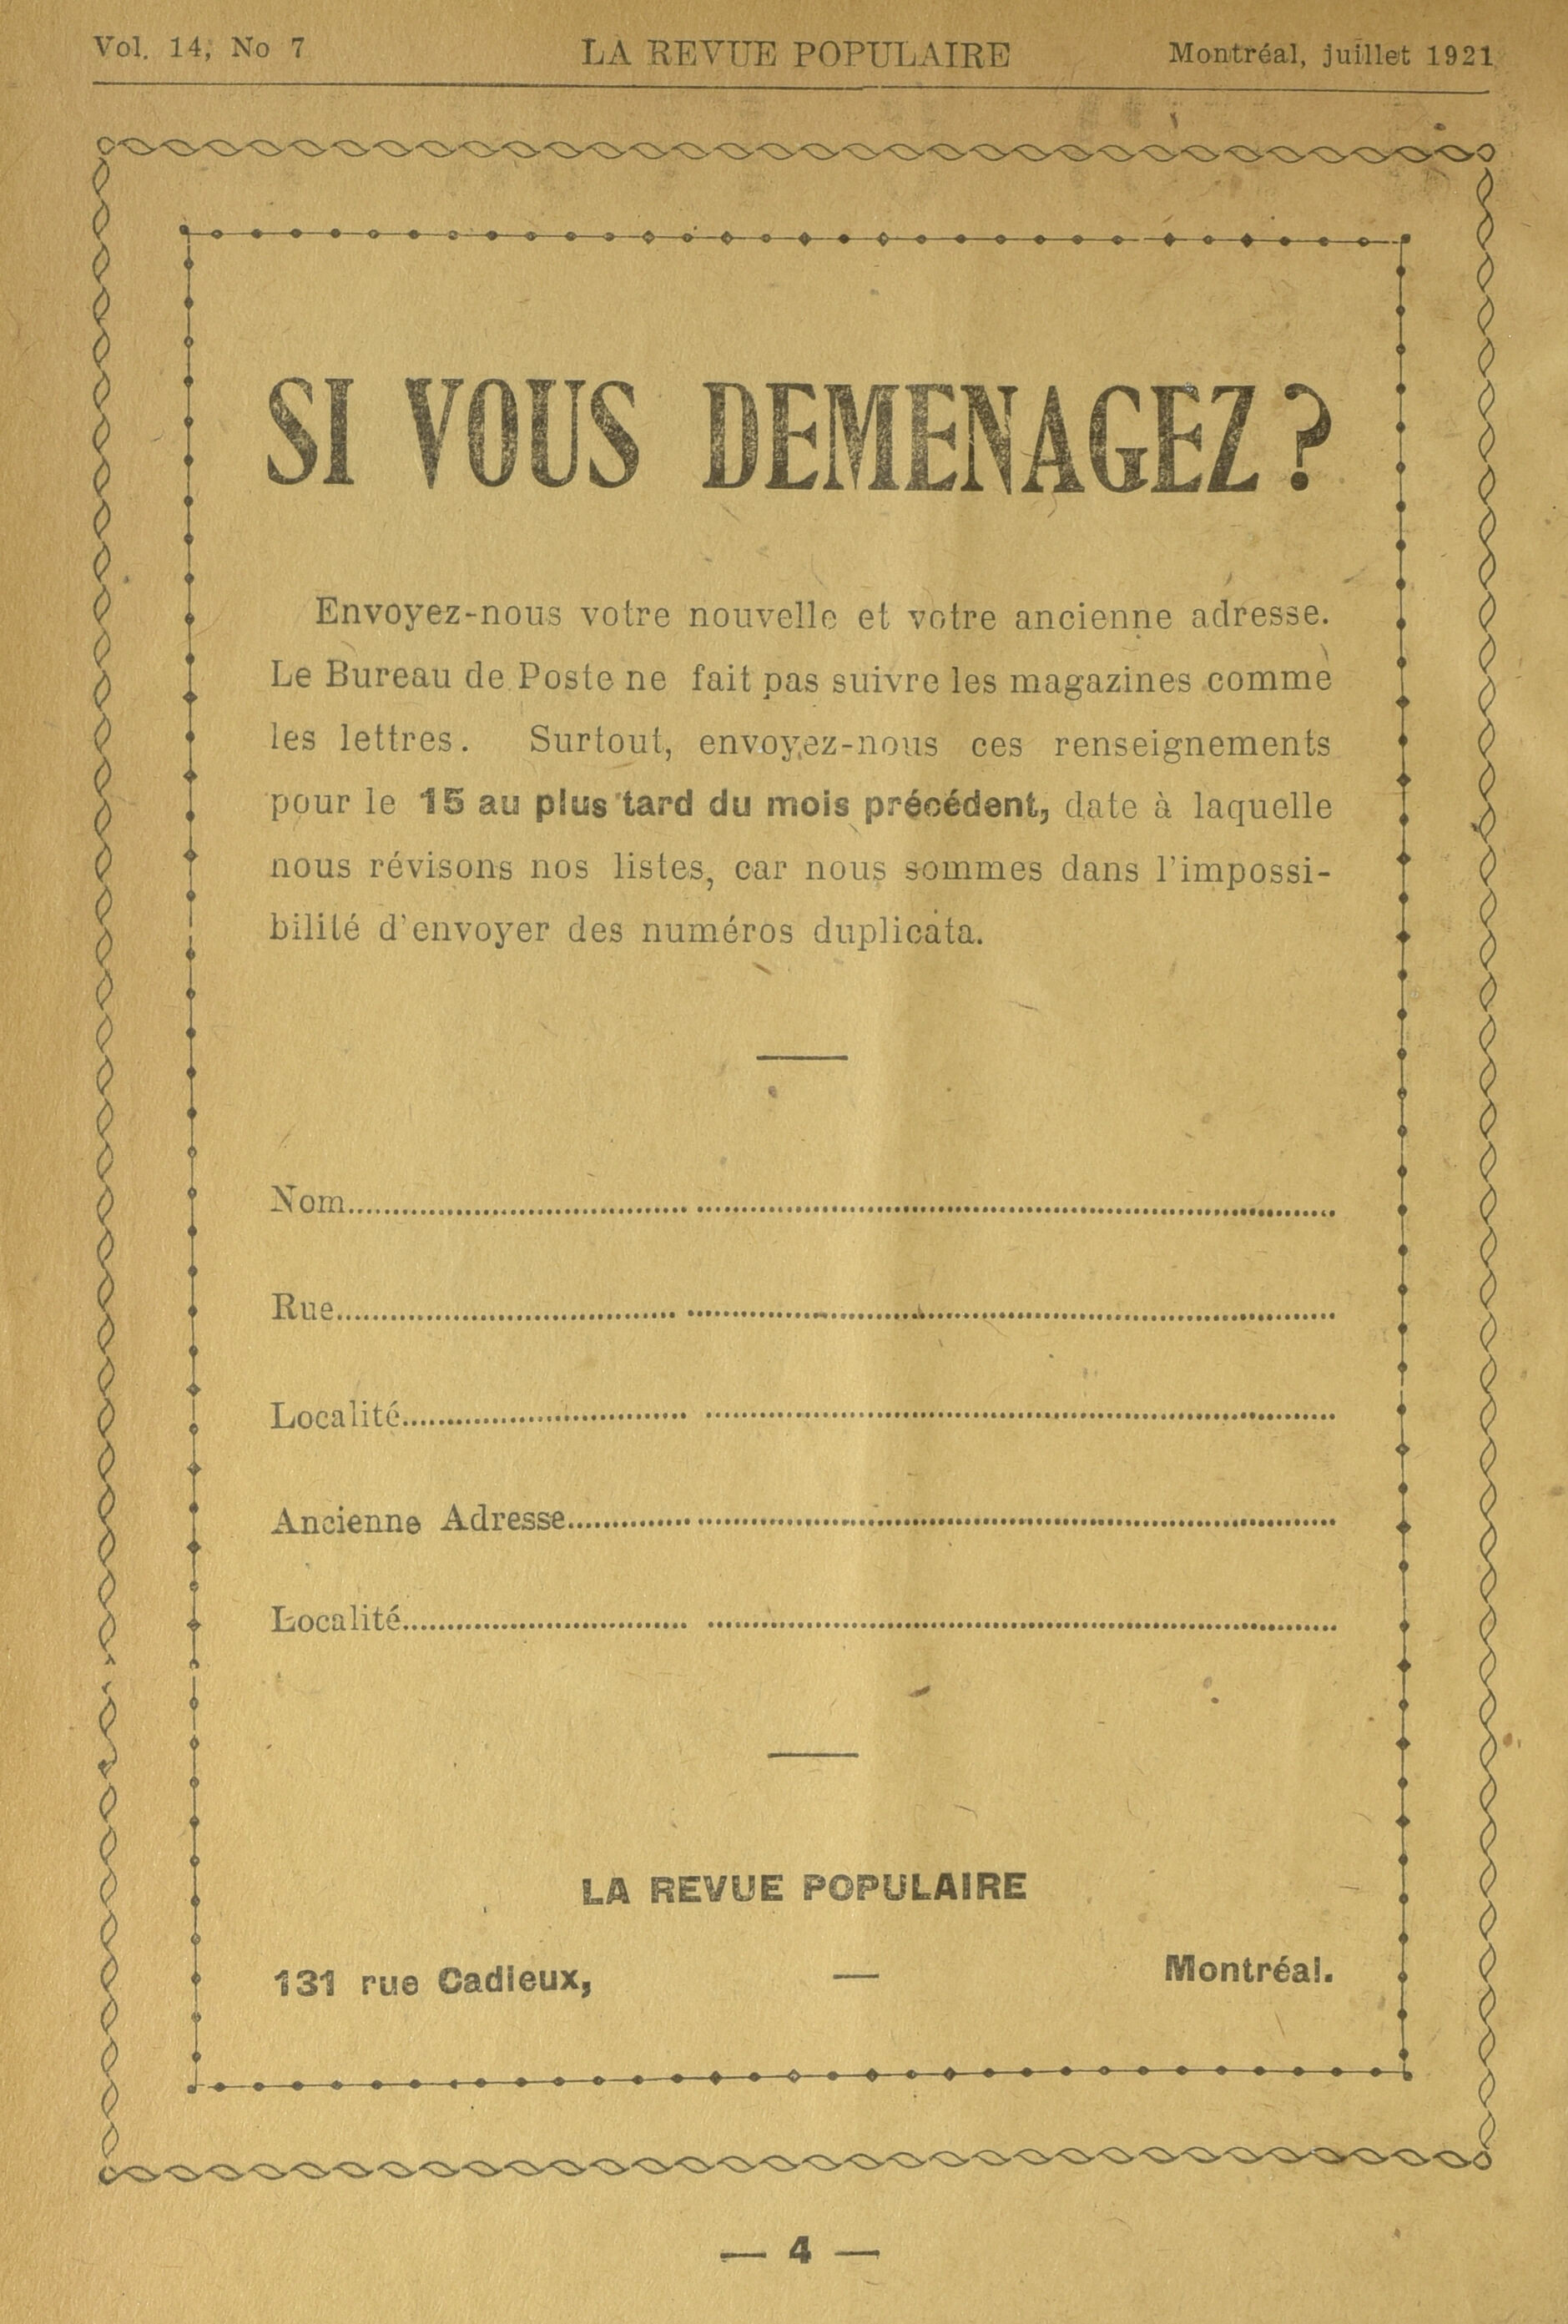 Vol. 14, No 7 LA REVUE POPULAIRE Montréal, juillet 1921
SI VOUS DEMENAGEZ?
Envoyez-nous votre nouvelle et votre ancienne adresse.
Le Bureau de Poste ne fait pas suivre les magazines comme
les lettres. Surtout, envoyez-nous ces renseignements
pour le 15 au plus tard du mois précédent, date à laquelle
nous révisons nos listes, car nous sommes dans l'impossi-
bilité d'envoyer des numéros duplicata.
Nom
Rue
Localité
Ancienne Adresse
Localité
LA REVUE POPULAIRE
131 rue Cadieux, — Montréal.
— 4 —